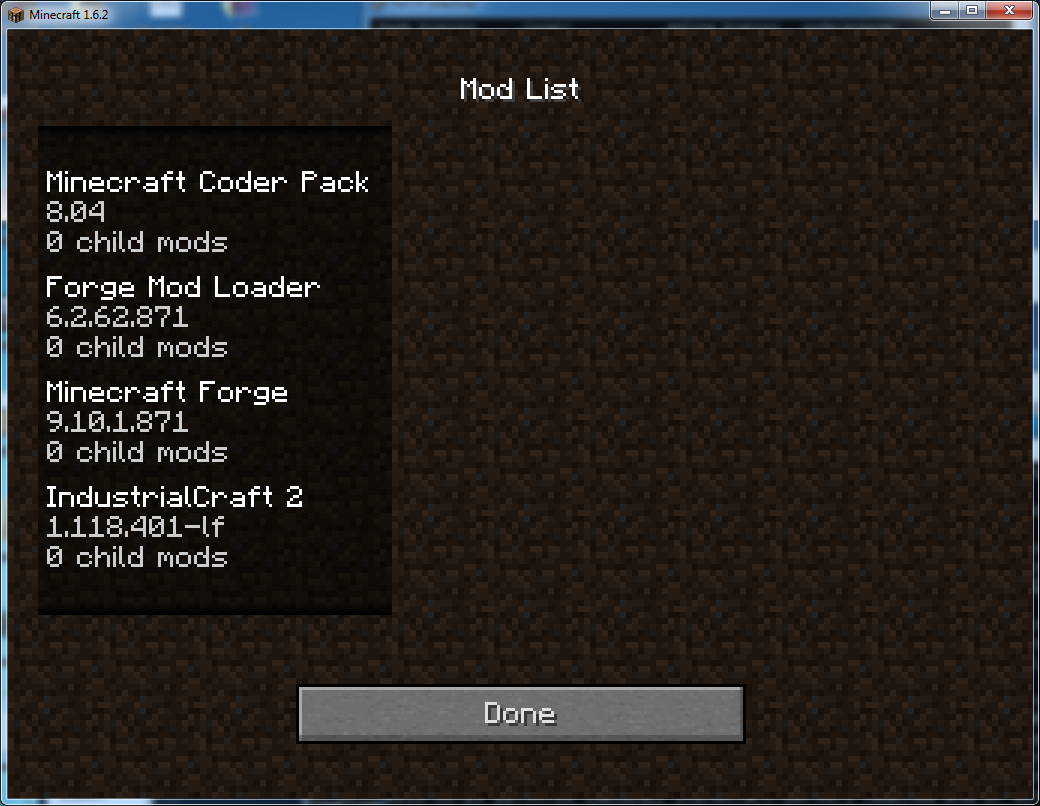 Minecraft 1.6.2
Mod List
Minecraft Coder Pack
8.04
0 child mods
Forge Mod Loader
6.2.62.871
0 child mods
Minecraft Forge
9.10.1.871
0 child mods
IndustrialCraft 2
1.118.401-lf
0 child mods
Done